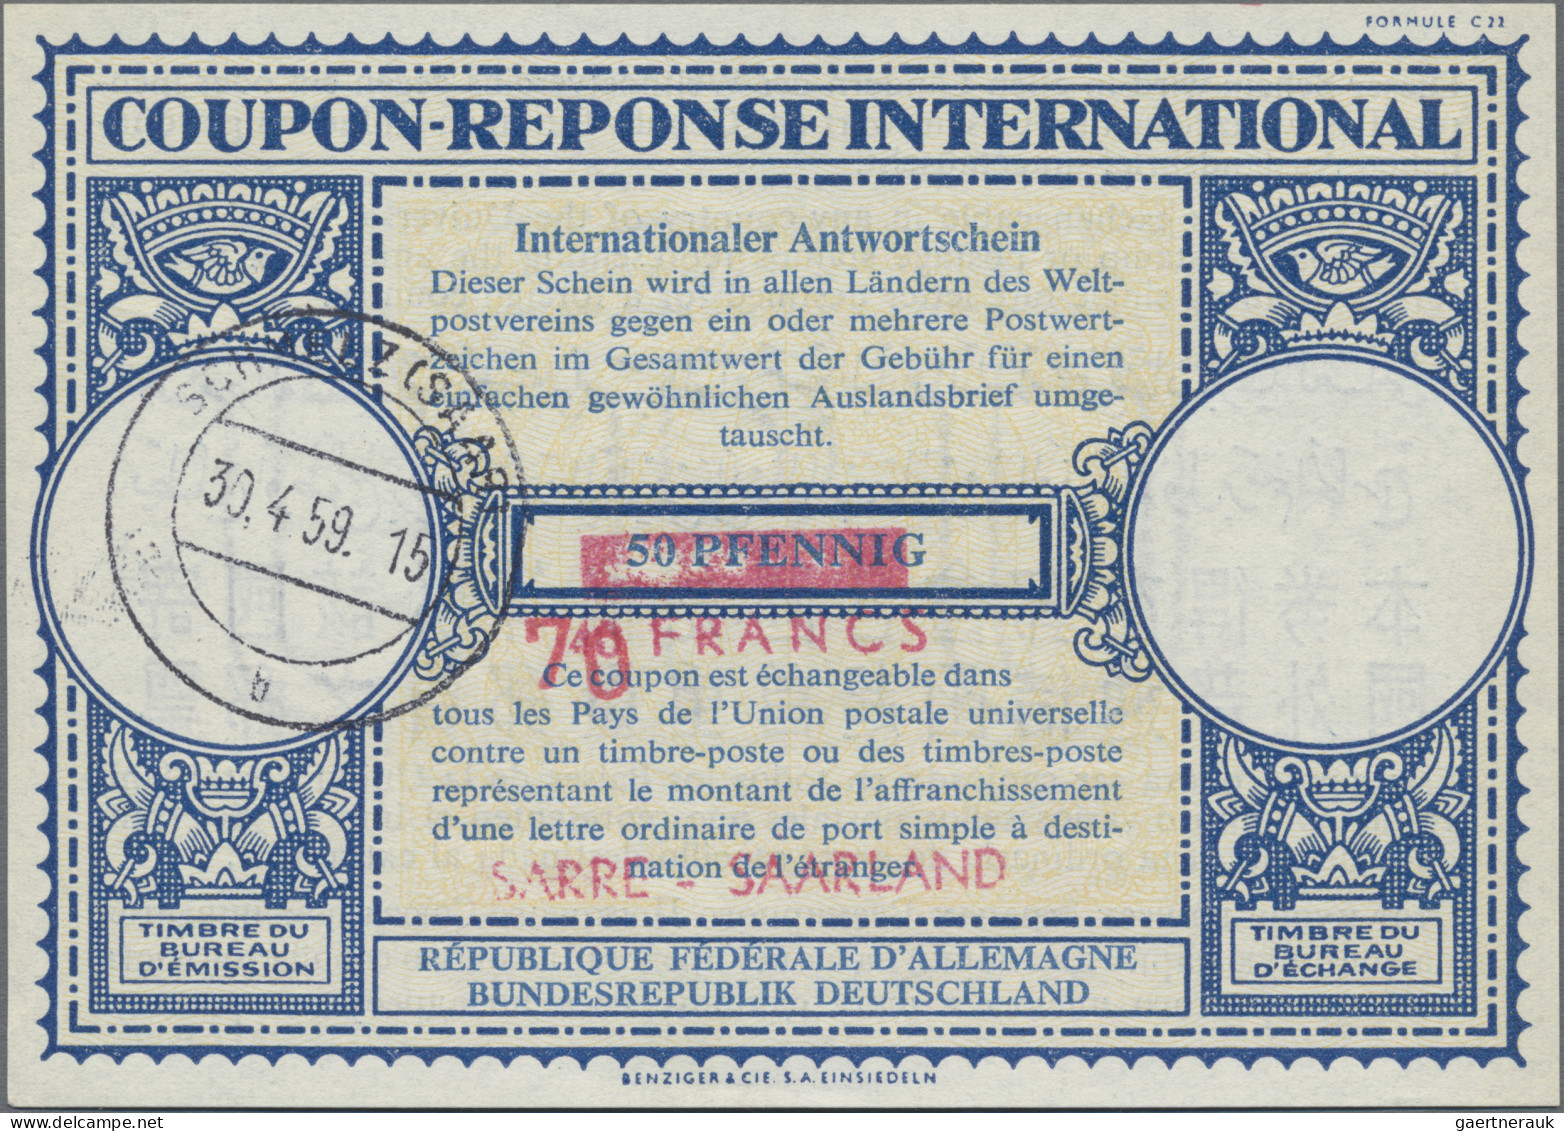 FORMULE C22
COUPON-REPONSE INTERNATIONAL
Internationaler Antwortschein
Dieser Schein wird in allen Ländern des Welt-
postvereins gegen ein oder mehrere Postwert-
zeichen im Gesamtwert der Gebühr für einen
einfachen gewöhnlichen Auslandsbrief umge-
tauscht.
SCHMELZ (SAAR)
30.4.59. 15
b
50 PFENNIG
70 FRANCS
Ce coupon est échangeable dans
tous les Pays de l'Union postale universelle
contre un timbre-poste ou des timbres-poste
représentant le montant de l'affranchissement
d'une lettre ordinaire de port simple à desti-
nation de l'étranger.
SARRE - SAARLAND
TIMBRE DU
BUREAU
D'ÉMISSION
TIMBRE DU
BUREAU
D'ÉCHANGE
RÉPUBLIQUE FÉDÉRALE D'ALLEMAGNE
BUNDESREPUBLIK DEUTSCHLAND
BENZIGER & CIE. S.A. EINSIEDELN
gaertnerauk